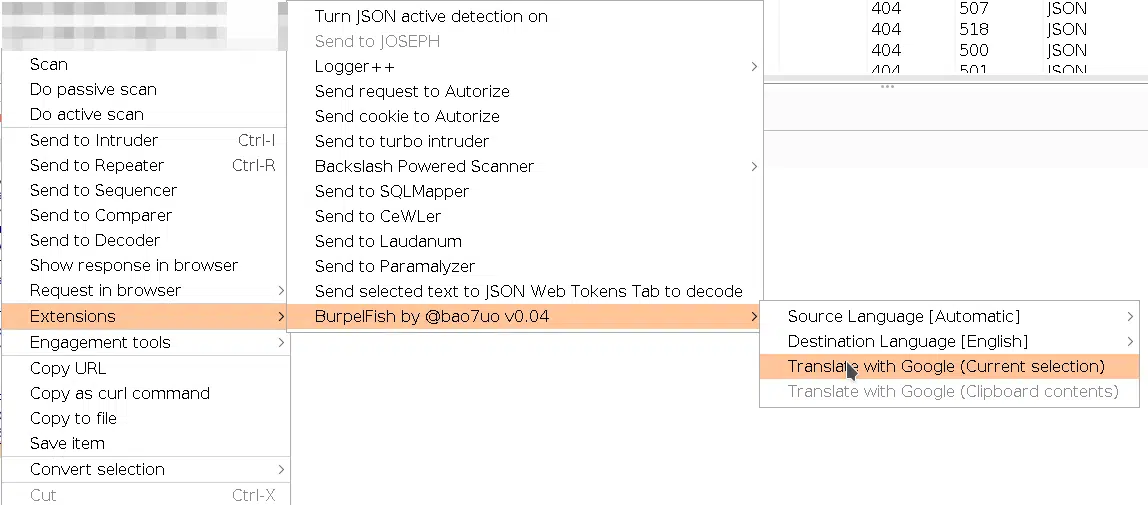 404 507 JSON
404 518 JSON
404 500 JSON
404 501 JSON
Scan
Do passive scan
Do active scan
Send to Intruder Ctrl-I
Send to Repeater Ctrl-R
Send to Sequencer
Send to Comparer
Send to Decoder
Show response in browser
Request in browser
Extensions
Engagement tools
Copy URL
Copy as curl command
Copy to file
Save item
Convert selection
Cut Ctrl-X
Turn JSON active detection on
Send to JOSEPH
Logger++
Send request to Autorize
Send cookie to Autorize
Send to turbo intruder
Backslash Powered Scanner
Send to SQLMapper
Send to CeWLer
Send to Laudanum
Send to Paramalyzer
Send selected text to JSON Web Tokens Tab to decode
BurpelFish by @bao7uo v0.04
Source Language [Automatic]
Destination Language [English]
Translate with Google (Current selection)
Translate with Google (Clipboard contents)